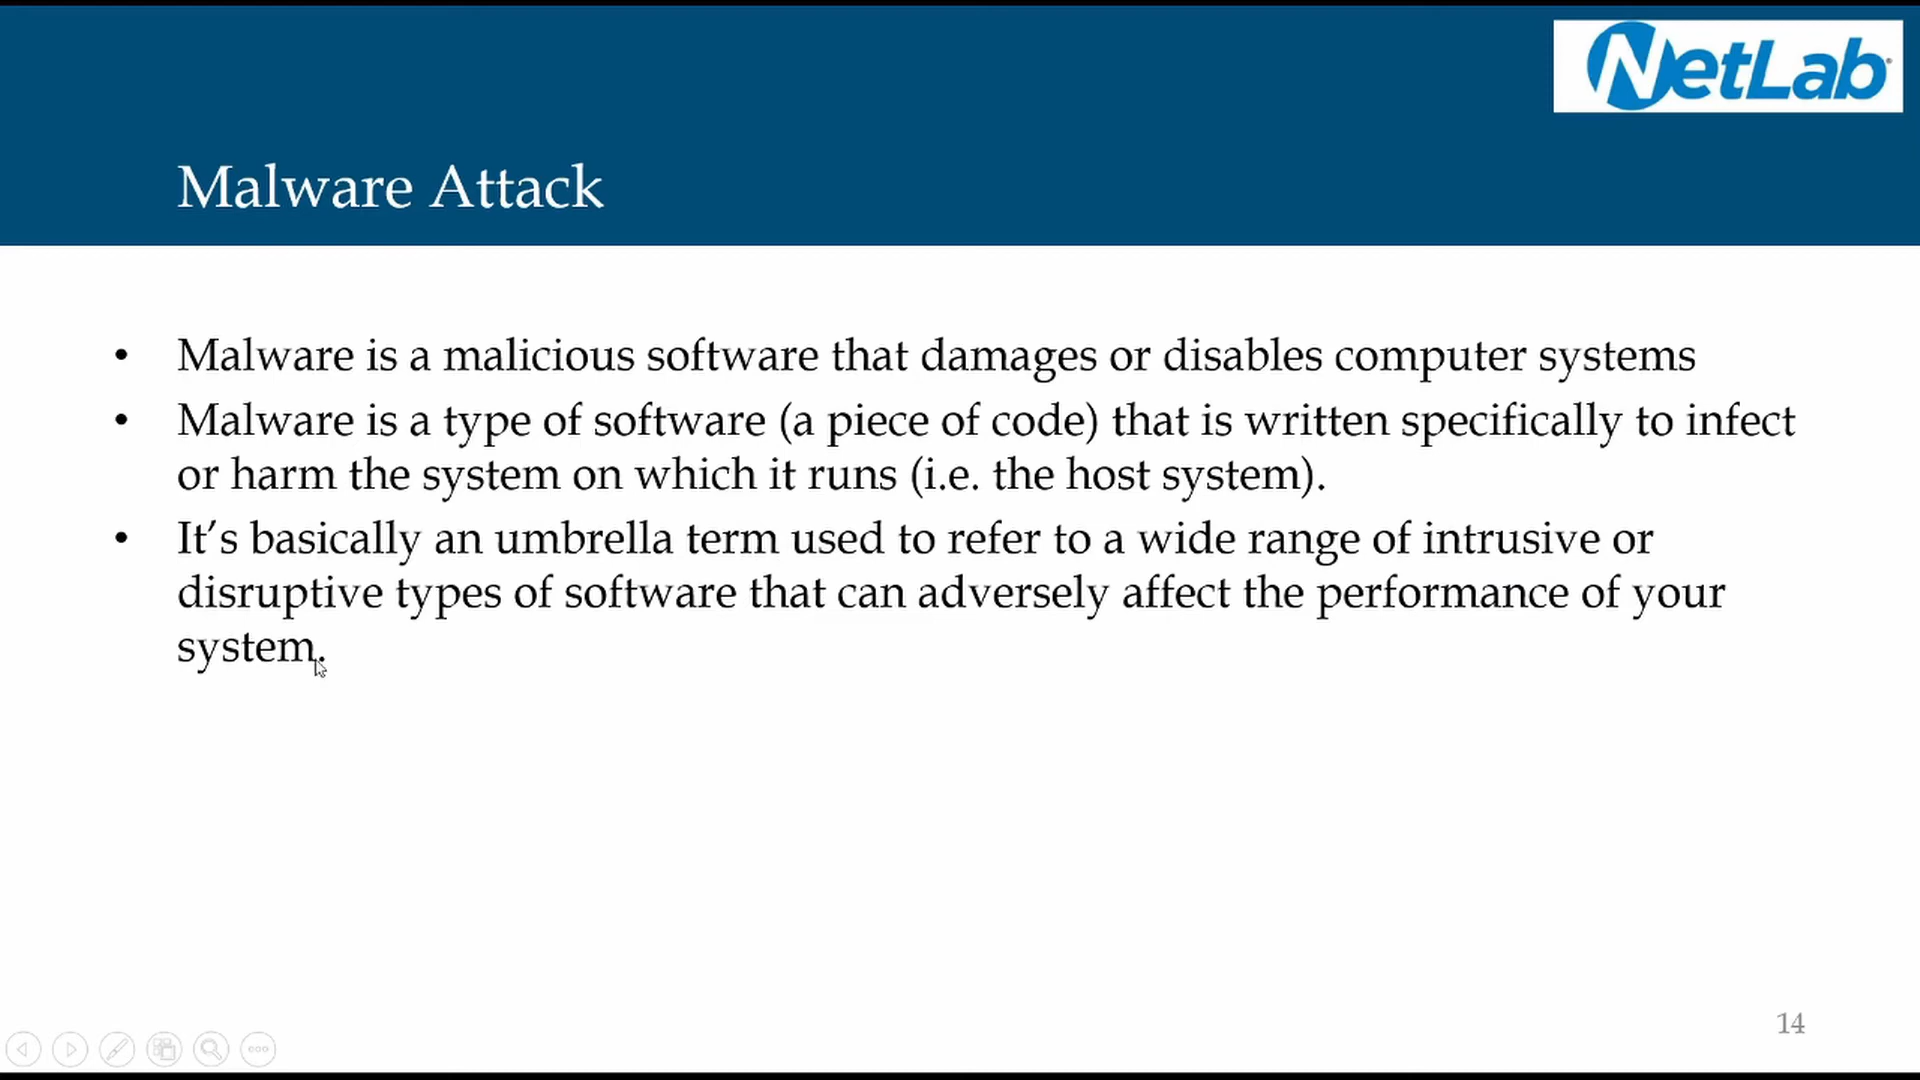 NetLab
Malware Attack
• Malware is a malicious software that damages or disables computer systems
• Malware is a type of software (a piece of code) that is written specifically to infect
or harm the system on which it runs (i.e. the host system).
• It’s basically an umbrella term used to refer to a wide range of intrusive or
disruptive types of software that can adversely affect the performance of your
system.
14